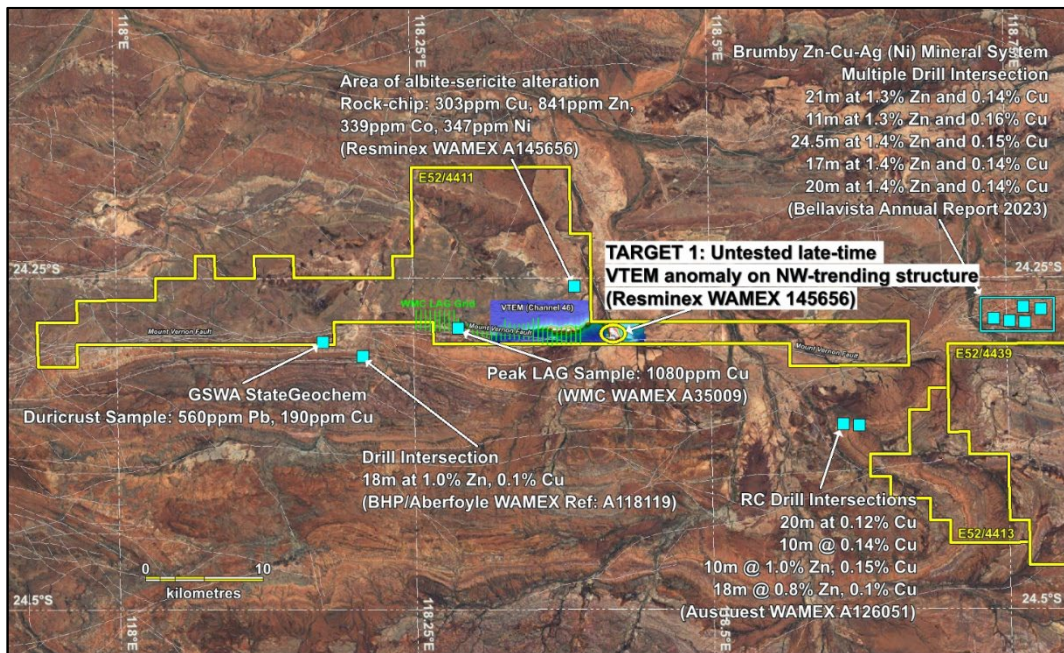 118°E
118.25°E
118.5°E
118.75°E
Brumby Zn-Cu-Ag (Ni) Mineral System
Multiple Drill Intersection
21m at 1.3% Zn and 0.14% Cu
11m at 1.3% Zn and 0.16% Cu
24.5m at 1.4% Zn and 0.15% Cu
17m at 1.4% Zn and 0.14% Cu
20m at 1.4% Zn and 0.14% Cu
(Bellavista Annual Report 2023)
Area of albite-sericite alteration
Rock-chip: 303ppm Cu, 841ppm Zn,
339ppm Co, 347ppm Ni
(Resminex WAMEX A145656)
E52/4411
24.25°S
24.25°S
TARGET 1: Untested late-time
VTEM anomaly on NW-trending structure
(Resminex WAMEX 145656)
WMC LAG Grid
VTEM (Channel 46)
Mount Vernon Fault
Mount Vernon Fault
Mount Vernon Fault
E52/4439
Peak LAG Sample: 1080ppm Cu
(WMC WAMEX A35009)
GSWA StateGeochem
Duricrust Sample: 560ppm Pb, 190ppm Cu
Drill Intersection
18m at 1.0% Zn, 0.1% Cu
(BHP/Aberfoyle WAMEX Ref: A118119)
RC Drill Intersections
20m at 0.12% Cu
10m @ 0.14% Cu
10m @ 1.0% Zn, 0.15% Cu
18m @ 0.8% Zn, 0.1% Cu
(Ausquest WAMEX A126051)
E52/4413
0 10
kilometres
24.5°S
24.5°S
118°E
118.25°E
118.5°E
118.75°E